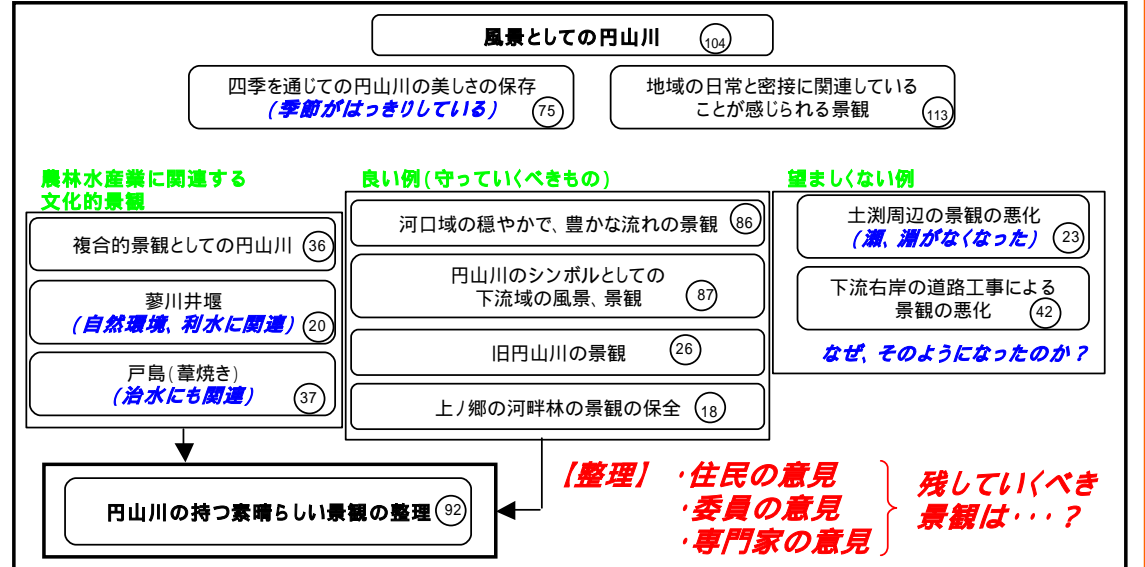 風景としての円山川 104
四季を通じての円山川の美しさの保存
(季節がはっきりしている) 75
地域の日常と密接に関連している
ことが感じられる景観
113
農林水産業に関連する
文化的景観
複合的景観としての円山川 36
蓼川井堰
(自然環境、利水に関連) 20
戸島(葦焼き)
(治水にも関連) 37
良い例(守っていくべきもの)
河口域の穏やかで、豊かな流れの景観 86
円山川のシンボルとしての
下流域の風景、景観 87
旧円山川の景観 26
上ノ郷の河畔林の景観の保全 18
望ましくない例
土渕周辺の景観の悪化
(瀬、淵がなくなった) 23
下流右岸の道路工事による
景観の悪化 42
なぜ、そのようになったのか?
円山川の持つ素晴らしい景観の整理 92
【整理】 ・住民の意見
・委員の意見
・専門家の意見
残していくべき
景観は・・・?